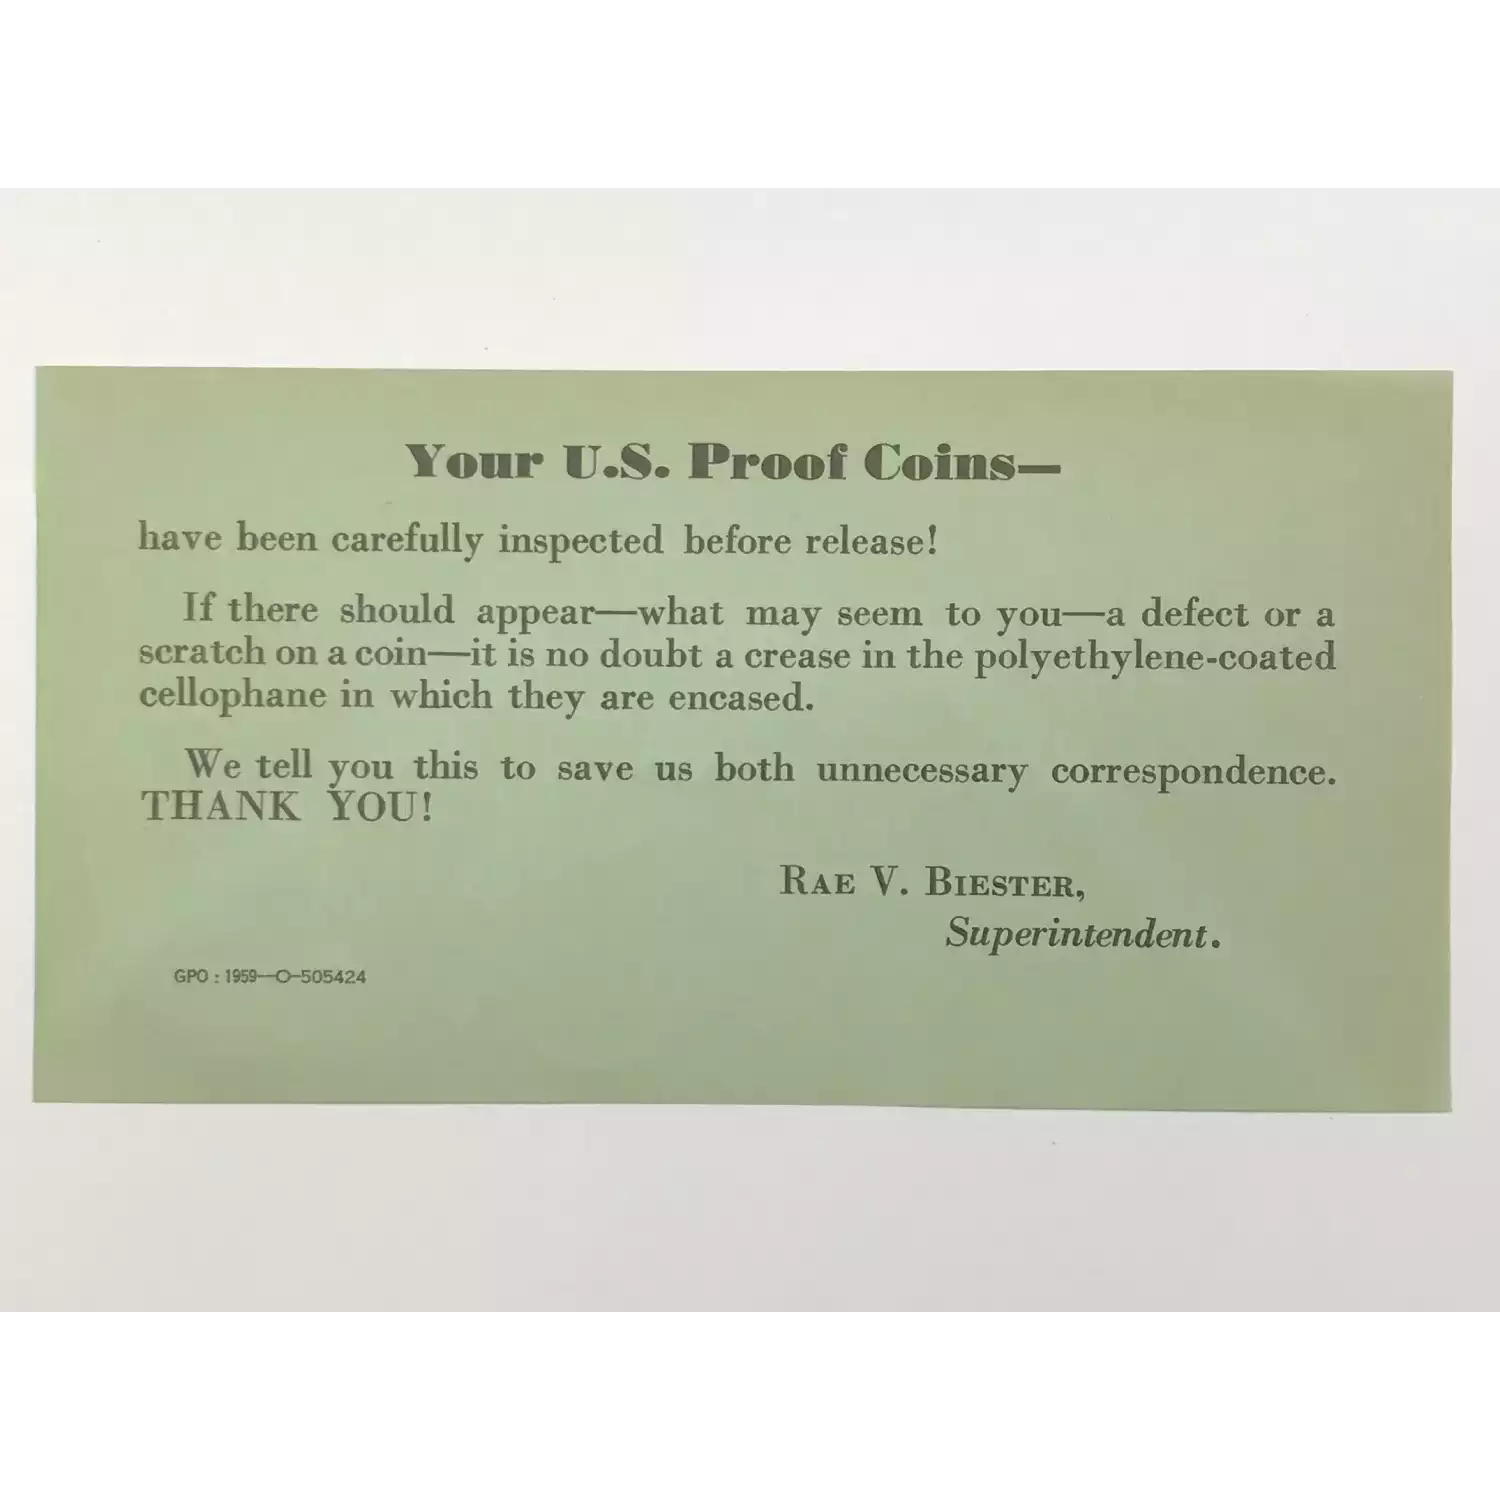 Your U.S. Proof Coins—
have been carefully inspected before release!
If there should appear—what may seem to you—a defect or a
scratch on a coin—it is no doubt a crease in the polyethylene-coated
cellophane in which they are encased.
We tell you this to save us both unnecessary correspondence.
THANK YOU!
RAE V. BIESTER,
Superintendent.
GPO : 1959—O-505424